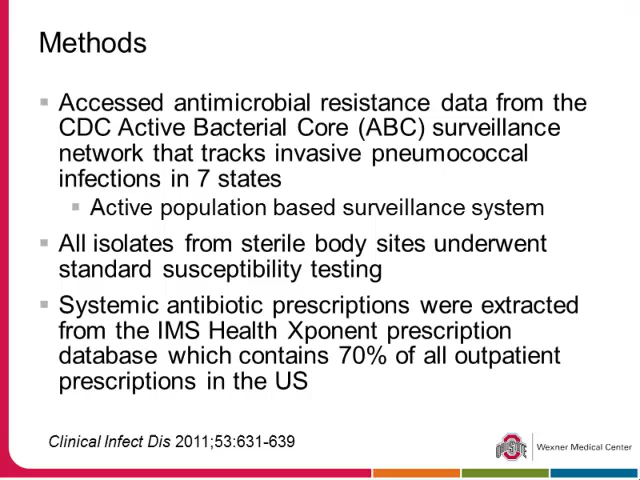 Methods
Accessed antimicrobial resistance data from the
CDC Active Bacterial Core (ABC) surveillance
network that tracks invasive pneumococcal
infections in 7 states
Active population based surveillance system
All isolates from sterile body sites underwent
standard susceptibility testing
Systemic antibiotic prescriptions were extracted
from the IMS Health Xponent prescription
database which contains 70% of all outpatient
prescriptions in the US
Clinical Infect Dis 2011;53:631-639
OHIO STATE
Wexner Medical Center